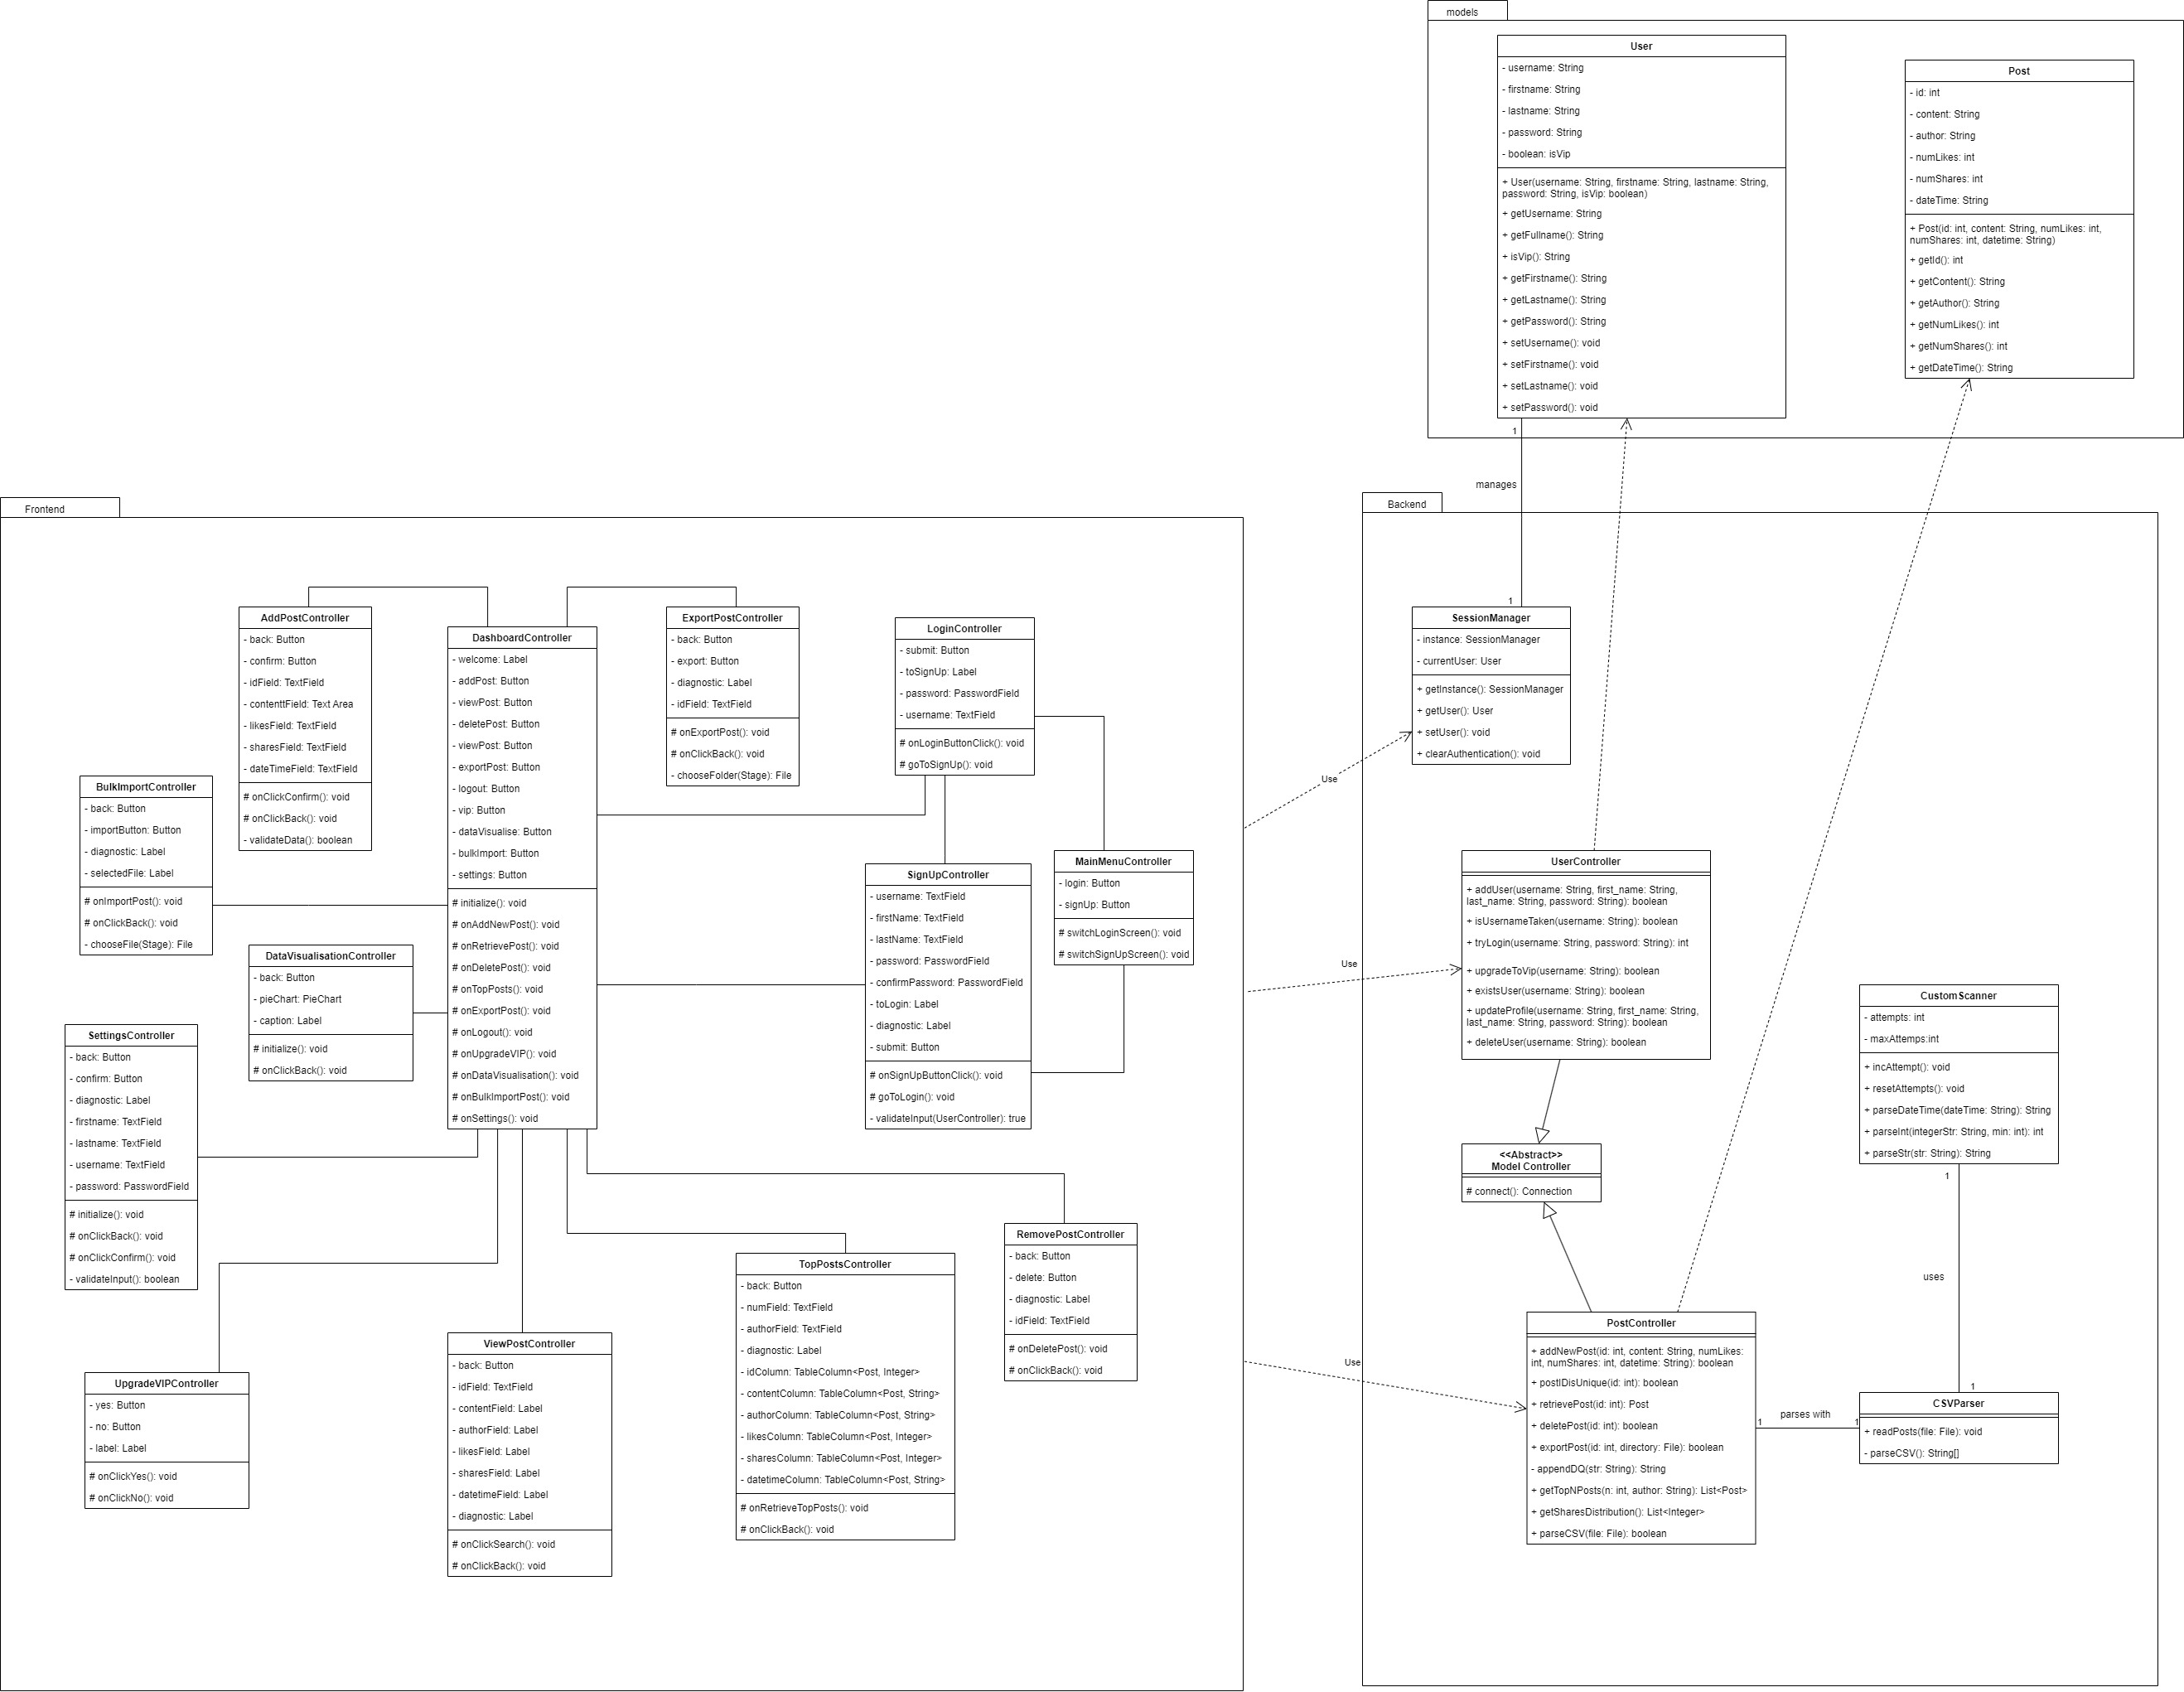 models
User
- username: String
- firstname: String
- lastname: String
- password: String
- boolean: isVip
+ User(username: String, firstname: String, lastname: String,
password: String, isVip: boolean)
+ getUsername: String
+ getFullname(): String
+ isVip(): String
+ getFirstname(): String
+ getLastname(): String
+ getPassword(): String
+ setUsername(): void
+ setFirstname(): void
+ setLastname(): void
+ setPassword(): void
Post
- id: int
- content: String
- author: String
- numLikes: int
- numShares: int
- dateTime: String
+ Post(id: int, content: String, numLikes: int,
numShares: int, datetime: String)
+ getId(): int
+ getContent(): String
+ getAuthor(): String
+ getNumLikes(): int
+ getNumShares(): int
+ getDateTime(): String
1
manages
1
Frontend
AddPostController
- back: Button
- confirm: Button
- idField: TextField
- contenttField: Text Area
- likesField: TextField
- sharesField: TextField
- dateTimeField: TextField
# onClickConfirm(): void
# onClickBack(): void
- validateData(): boolean
DashboardController
- welcome: Label
- addPost: Button
- viewPost: Button
- deletePost: Button
- viewPost: Button
- exportPost: Button
- logout: Button
- vip: Button
- dataVisualise: Button
- bulkImport: Button
- settings: Button
# initialize(): void
# onAddNewPost(): void
# onRetrievePost(): void
# onDeletePost(): void
# onTopPosts(): void
# onExportPost(): void
# onLogout(): void
# onUpgradeVIP(): void
# onDataVisualisation(): void
# onBulkImportPost(): void
# onSettings(): void
ExportPostController
- back: Button
- export: Button
- diagnostic: Label
- idField: TextField
# onExportPost(): void
# onClickBack(): void
- chooseFolder(Stage): File
LoginController
- submit: Button
- toSignUp: Label
- password: PasswordField
- username: TextField
# onLoginButtonClick(): void
# goToSignUp(): void
BulkImportController
- back: Button
- importButton: Button
- diagnostic: Label
- selectedFile: Label
# onImportPost(): void
# onClickBack(): void
- chooseFile(Stage): File
SignUpController
- username: TextField
- firstName: TextField
- lastName: TextField
- password: PasswordField
- confirmPassword: PasswordField
- toLogin: Label
- diagnostic: Label
- submit: Button
# onSignUpButtonClick(): void
# goToLogin(): void
- validateInput(UserController): true
MainMenuController
- login: Button
- signUp: Button
# switchLoginScreen(): void
# switchSignUpScreen(): void
DataVisualisationController
- back: Button
- pieChart: PieChart
- caption: Label
# initialize(): void
# onClickBack(): void
SettingsController
- back: Button
- confirm: Button
- diagnostic: Label
- firstname: TextField
- lastname: TextField
- username: TextField
- password: PasswordField
# initialize(): void
# onClickBack(): void
# onClickConfirm(): void
- validateInput(): boolean
UpgradeVIPController
- yes: Button
- no: Button
- label: Label
# onClickYes(): void
# onClickNo(): void
ViewPostController
- back: Button
- idField: TextField
- contentField: Label
- authorField: Label
- likesField: Label
- sharesField: Label
- datetimeField: Label
- diagnostic: Label
# onClickSearch(): void
# onClickBack(): void
TopPostsController
- back: Button
- numField: TextField
- authorField: TextField
- diagnostic: Label
- idColumn: TableColumn<Post, Integer>
- contentColumn: TableColumn<Post, String>
- authorColumn: TableColumn<Post, String>
- likesColumn: TableColumn<Post, Integer>
- sharesColumn: TableColumn<Post, Integer>
- datetimeColumn: TableColumn<Post, String>
# onRetrieveTopPosts(): void
# onClickBack(): void
RemovePostController
- back: Button
- delete: Button
- diagnostic: Label
- idField: TextField
# onDeletePost(): void
# onClickBack(): void
Use
Use
Use
Backend
SessionManager
- instance: SessionManager
- currentUser: User
+ getInstance(): SessionManager
+ getUser(): User
+ setUser(): void
+ clearAuthentication(): void
UserController
+ addUser(username: String, first_name: String,
last_name: String, password: String): boolean
+ isUsernameTaken(username: String): boolean
+ tryLogin(username: String, password: String): int
+ upgradeToVip(username: String): boolean
+ existsUser(username: String): boolean
+ updateProfile(username: String, first_name: String,
last_name: String, password: String): boolean
+ deleteUser(username: String): boolean
<<Abstract>>
Model Controller
# connect(): Connection
CustomScanner
- attempts: int
- maxAttemps:int
+ incAttempt(): void
+ resetAttempts(): void
+ parseDateTime(dateTime: String): String
+ parseInt(integerStr: String, min: int): int
+ parseStr(str: String): String
1
uses
1
PostController
+ addNewPost(id: int, content: String, numLikes:
int, numShares: int, datetime: String): boolean
+ postIDisUnique(id: int): boolean
+ retrievePost(id: int): Post
+ deletePost(id: int): boolean
+ exportPost(id: int, directory: File): boolean
- appendDQ(str: String): String
+ getTopNPosts(n: int, author: String): List<Post>
+ getSharesDistribution(): List<Integer>
+ parseCSV(file: File): boolean
1
parses with
1
CSVParser
+ readPosts(file: File): void
- parseCSV(): String[]